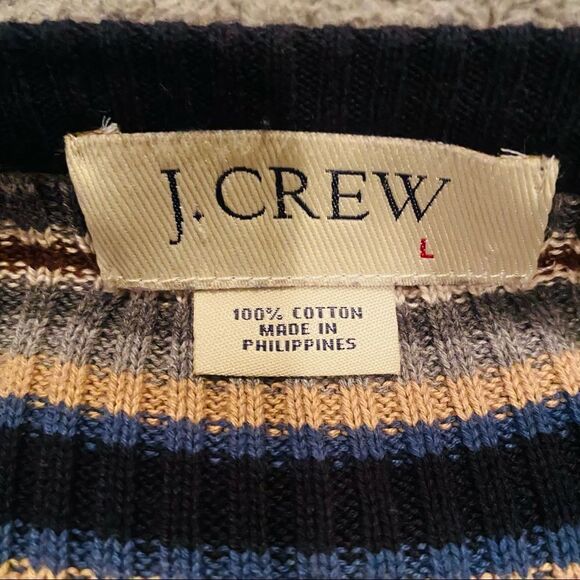 J.CREW
L
100% COTTON
MADE IN
PHILIPPINES